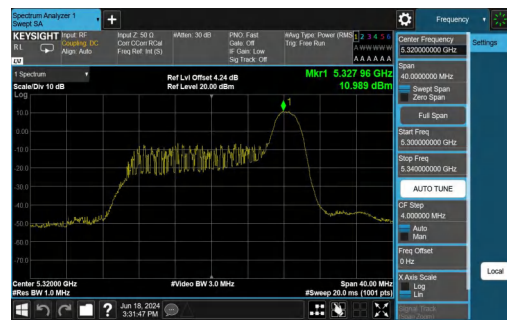 Spectrum Analyzer 1
Swept SA
Frequency
KEYSIGHT
RL
Input: RF
Coupling: DC
Align: Auto
Input Z: 50 Ω
Corr CCorr RCal
Freq Ref: Int (S)
#Atten: 30 dB
PNO: Fast
Gate: Off
IF Gain: Low
Sig Track: Off
#Avg Type: Power (RMS)
Trig: Free Run
1 2 3 4 5 6
A W W W W W
A A A A A A
LV
1 Spectrum
Scale/Div 10 dB
Log
Ref Lvl Offset 4.24 dB
Ref Level 20.00 dBm
Mkr1 5.327 96 GHz
10.989 dBm
1
10.0
0.00
-10.0
-20.0
-30.0
-40.0
-50.0
-60.0
-70.0
Center 5.32000 GHz
#Res BW 1.0 MHz
#Video BW 3.0 MHz
Span 40.00 MHz
#Sweep 20.0 ms (1001 pts)
Center Frequency
5.320000000 GHz
Settings
Span
40.0000000 MHz
Swept Span
Zero Span
Full Span
Start Freq
5.300000000 GHz
Stop Freq
5.340000000 GHz
AUTO TUNE
CF Step
4.000000 MHz
Auto
Man
Freq Offset
0 Hz
X Axis Scale
Log
Lin
Local
Signal Track
Jun 18, 2024
3:31:47 PM
?